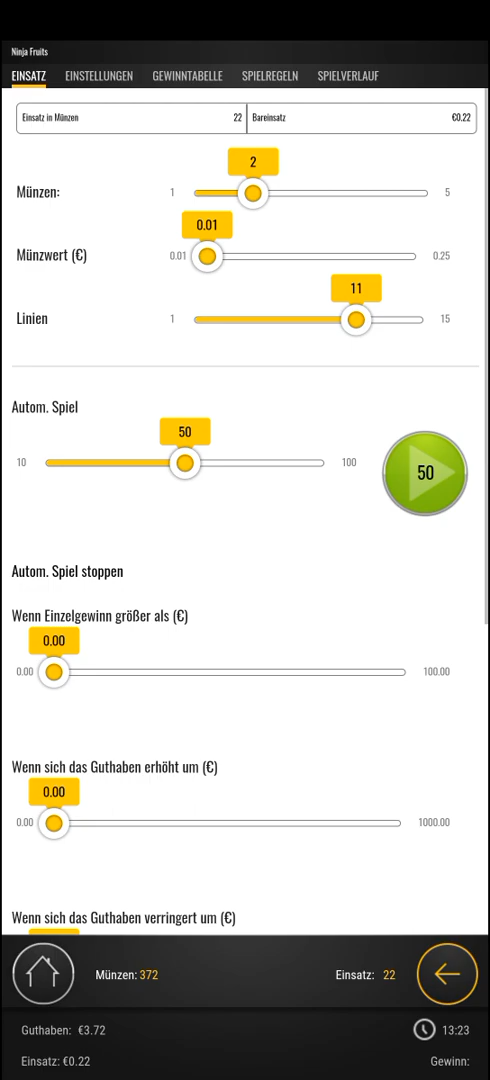 Ninja Fruits
EINSATZ EINSTELLUNGEN GEWINNTABELLE SPIELREGELN SPIELVERLAUF
Einsatz in Münzen 22 Bareinsatz €0.22
2
Münzen: 1 5
0.01
Münzwert (€) 0.01 0.25
11
Linien 1 15
Autom. Spiel
50
10 100 50
Autom. Spiel stoppen
Wenn Einzelgewinn größer als (€)
0.00
0.00 100.00
Wenn sich das Guthaben erhöht um (€)
0.00
0.00 1000.00
Wenn sich das Guthaben verringert um (€)
Münzen: 372 Einsatz: 22
Guthaben: €3.72 13:23
Einsatz: €0.22 Gewinn: